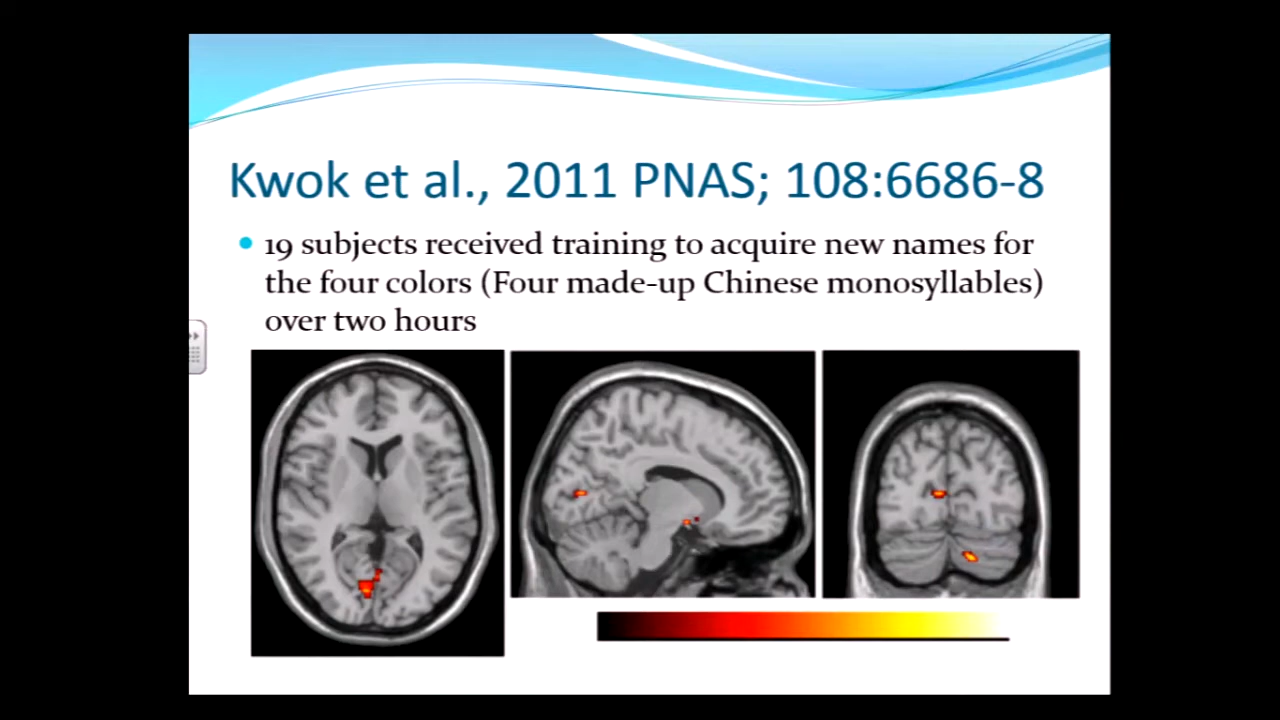 Kwok et al., 2011 PNAS; 108:6686-8
19 subjects received training to acquire new names for
the four colors (Four made-up Chinese monosyllables)
over two hours